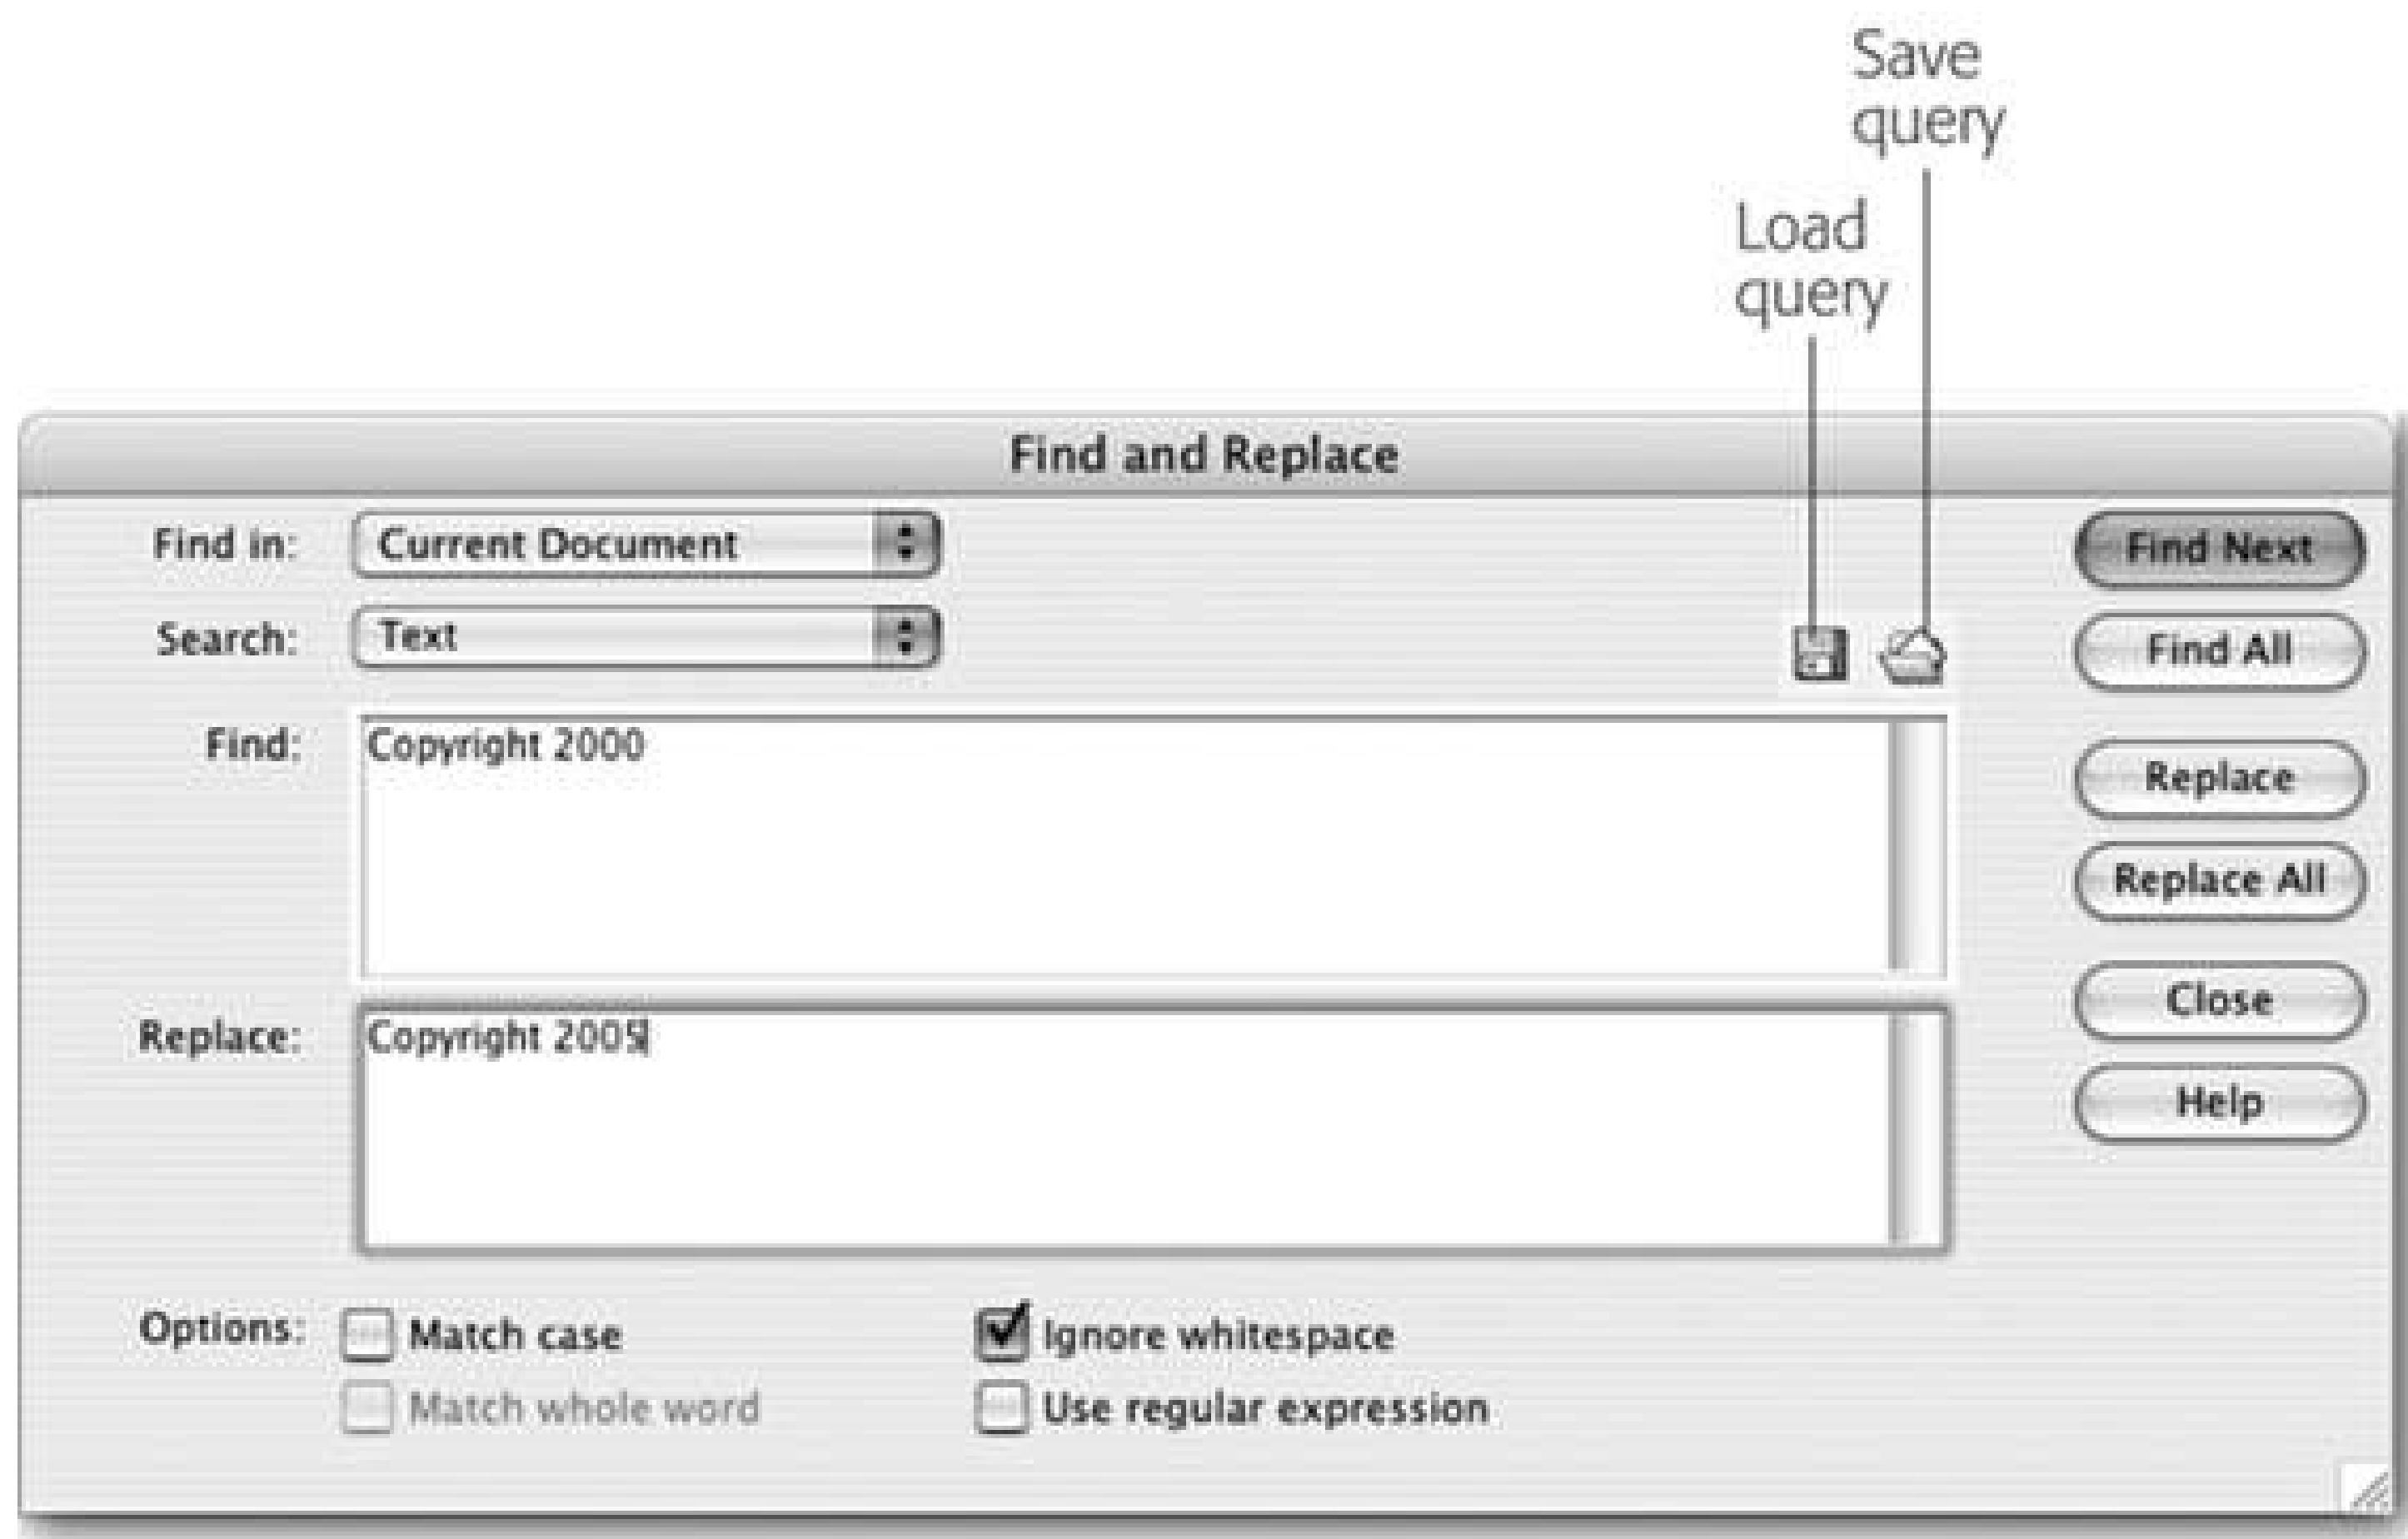 Save
query
Load
query
Find and Replace
Find in: Current Document
Find Next
Search: Text
Find All
Find: Copyright 2000
Replace
Replace All
Close
Replace: Copyright 2005
Help
Options: Match case Ignore whitespace
Match whole word Use regular expression